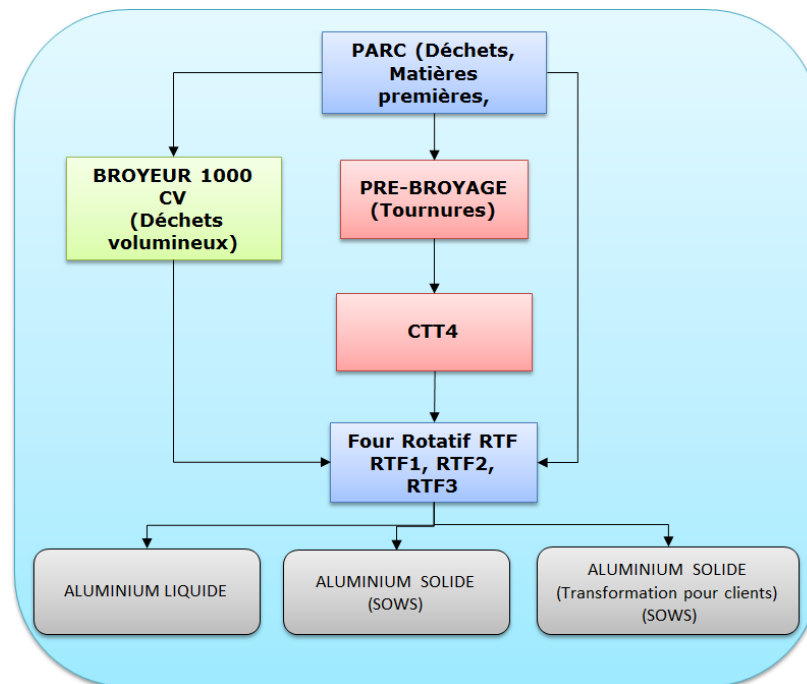 PARC (Déchets,
Matières
premières,
BROYEUR 1000
CV
(Déchets
volumineux)
PRE-BROYAGE
(Tournures)
CTT4
Four Rotatif RTF
RTF1, RTF2,
RTF3
ALUMINIUM LIQUIDE
ALUMINIUM SOLIDE
(SOWS)
ALUMINIUM SOLIDE
(Transformation pour clients)
(SOWS)